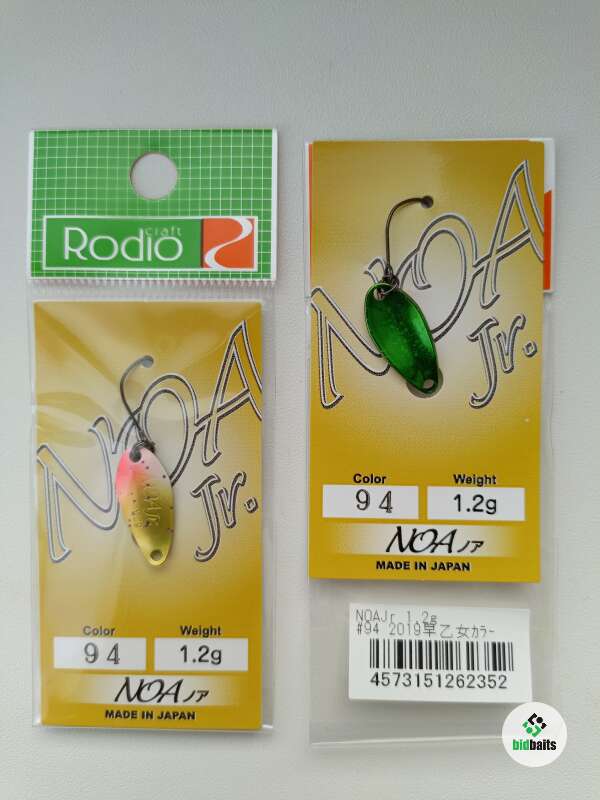 craft
Rodio
NOA
Jr.
Color
94
Weight
1.2g
NOA ノア
MADE IN JAPAN
NOA
Jr.
Color
94
Weight
1.2g
NOA ノア
MADE IN JAPAN
NOAJr 1.2g
#94 2019早乙女ｶﾗｰ
4573151262352
bidbaits